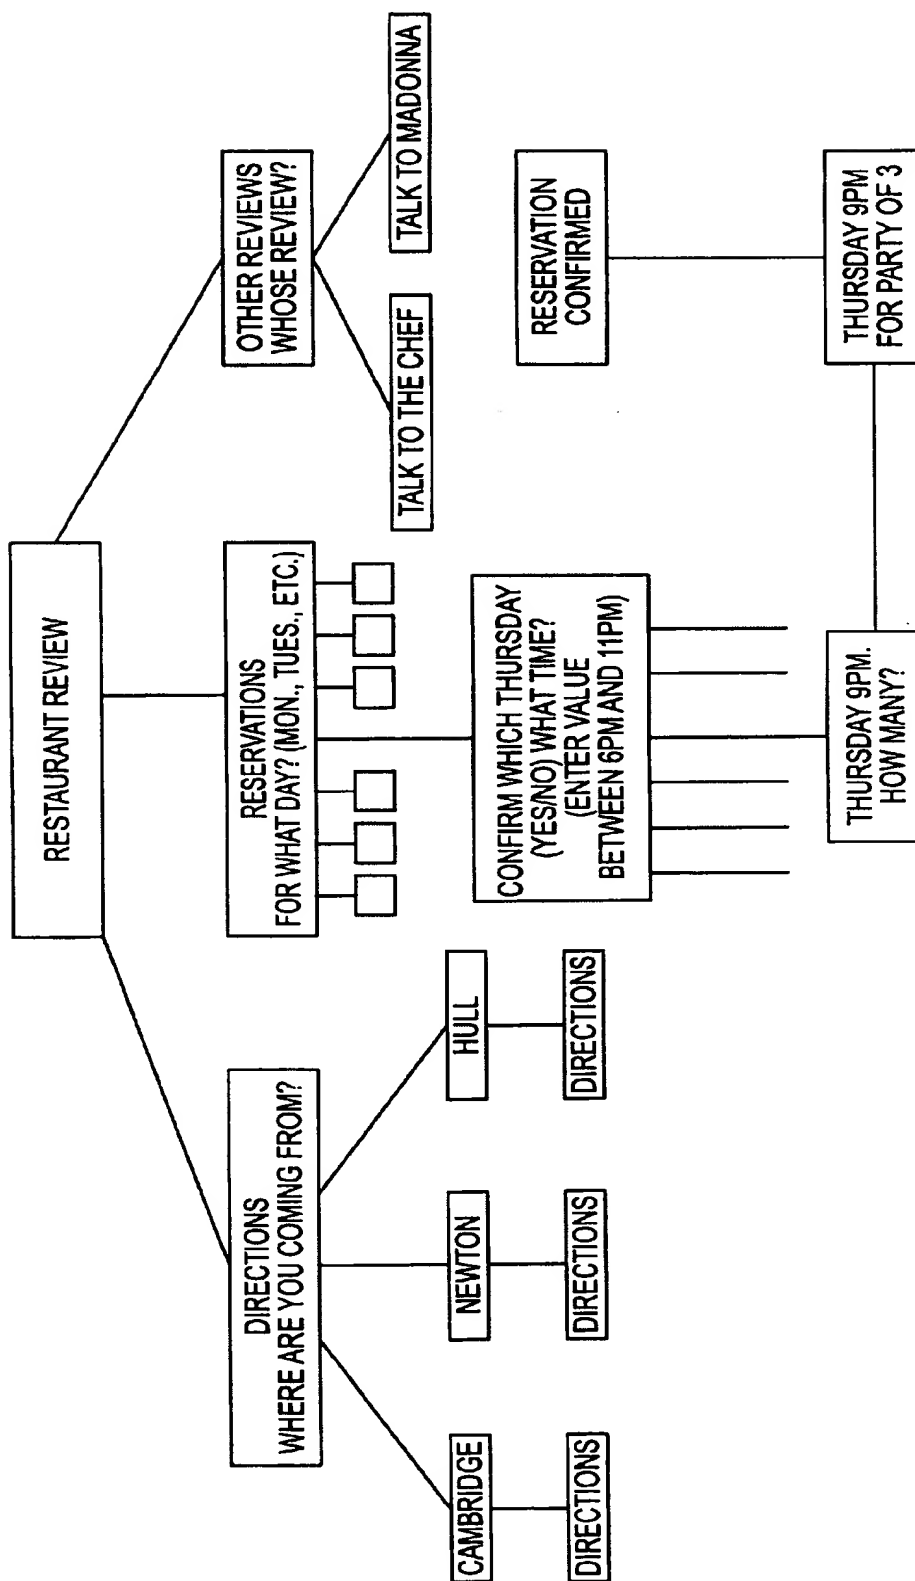 RESTAURANT REVIEW
DIRECTIONS
WHERE ARE YOU COMING FROM?
RESERVATIONS
FOR WHAT DAY? (MON., TUES., ETC.)
OTHER REVIEWS
WHOSE REVIEW?
CAMBRIDGE
NEWTON
HULL
DIRECTIONS
DIRECTIONS
DIRECTIONS
TALK TO THE CHEF
TALK TO MADONNA
CONFIRM WHICH THURSDAY
(YES/NO) WHAT TIME?
(ENTER VALUE
BETWEEN 6PM AND 11PM)
THURSDAY 9PM.
HOW MANY?
THURSDAY 9PM
FOR PARTY OF 3
RESERVATION
CONFIRMED